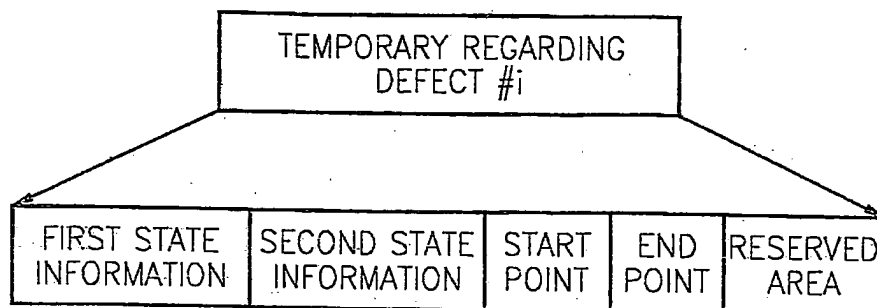 TEMPORARY REGARDING
DEFECT #i
FIRST STATE
INFORMATION
SECOND STATE
INFORMATION
START
POINT
END
POINT
RESERVED
AREA